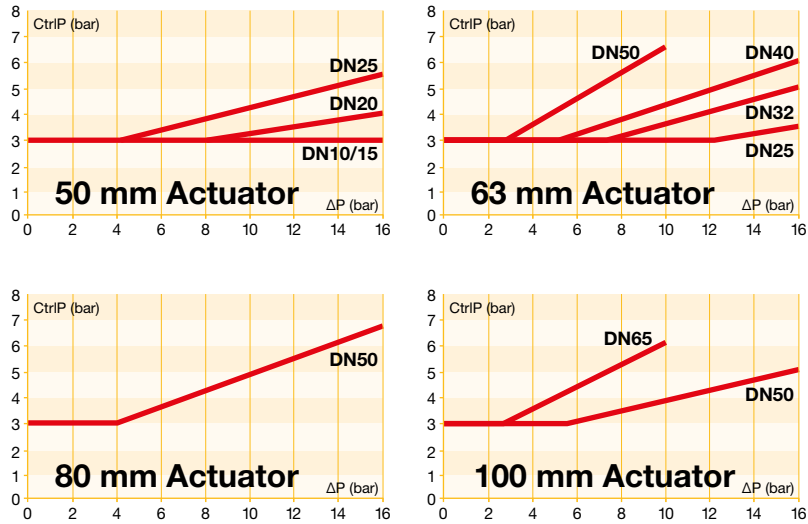 8
CtrlP (bar)
7
6
5
4
3
2
1
0
DN25
DN20
DN10/15
50 mm Actuator
ΔP (bar)
0 2 4 6 8 10 12 14 16
8
CtrlP (bar)
7
6
5
4
3
2
1
0
DN50
DN40
DN32
DN25
63 mm Actuator
ΔP (bar)
0 2 4 6 8 10 12 14 16
8
CtrlP (bar)
7
6
5
4
3
2
1
0
DN50
80 mm Actuator
ΔP (bar)
0 2 4 6 8 10 12 14 16
8
CtrlP (bar)
7
6
5
4
3
2
1
0
DN65
DN50
100 mm Actuator
ΔP (bar)
0 2 4 6 8 10 12 14 16